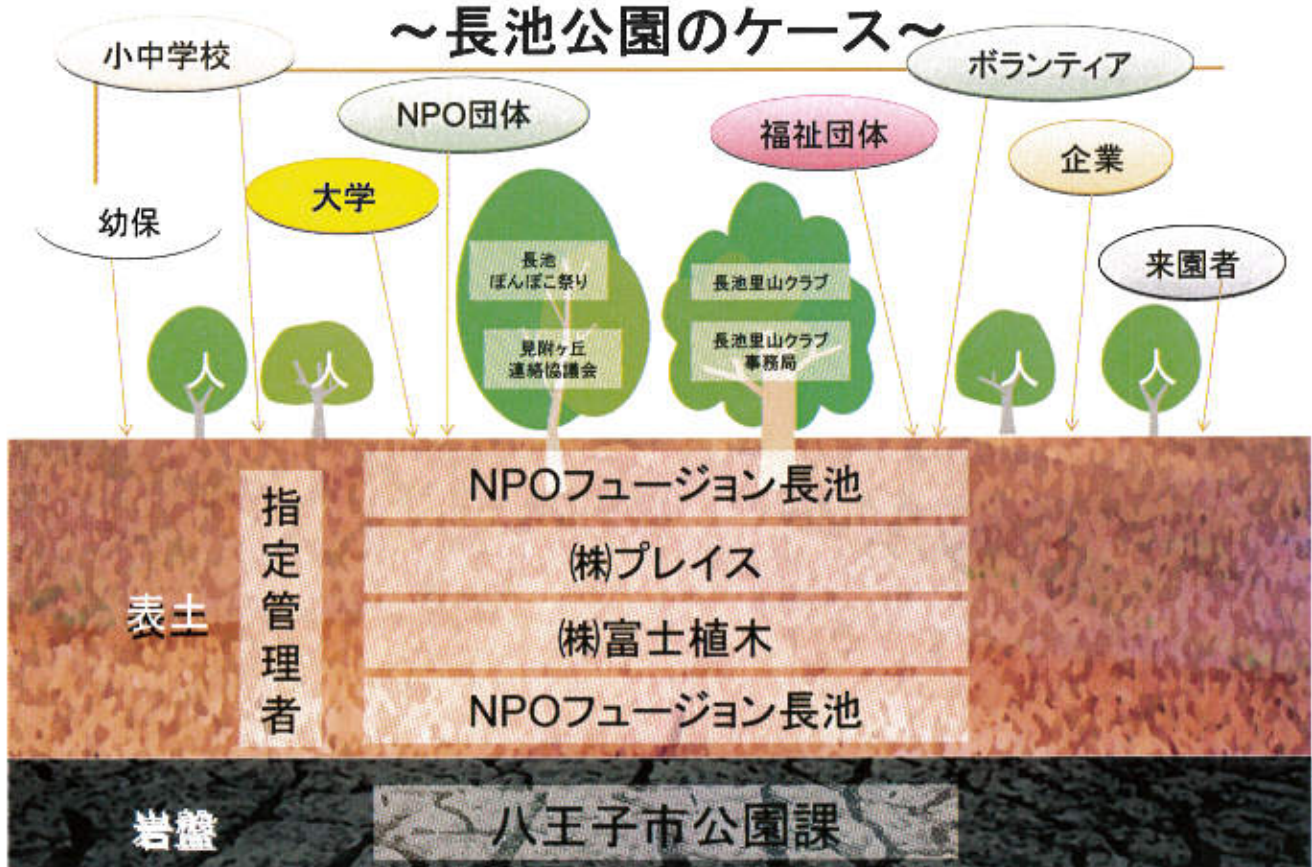 ～長池公園のケース～
小中学校
ボランティア
NPO団体
福祉団体
企業
大学
幼保
来園者
長池
ぽんぽこ祭り
長池里山クラブ
見附ヶ丘
連絡協議会
長池里山クラブ
事務局
人
人
人
人
表土
指定管理者
NPOフュージョン長池
㈱プレイス
㈱富士植木
NPOフュージョン長池
岩盤
八王子市公園課